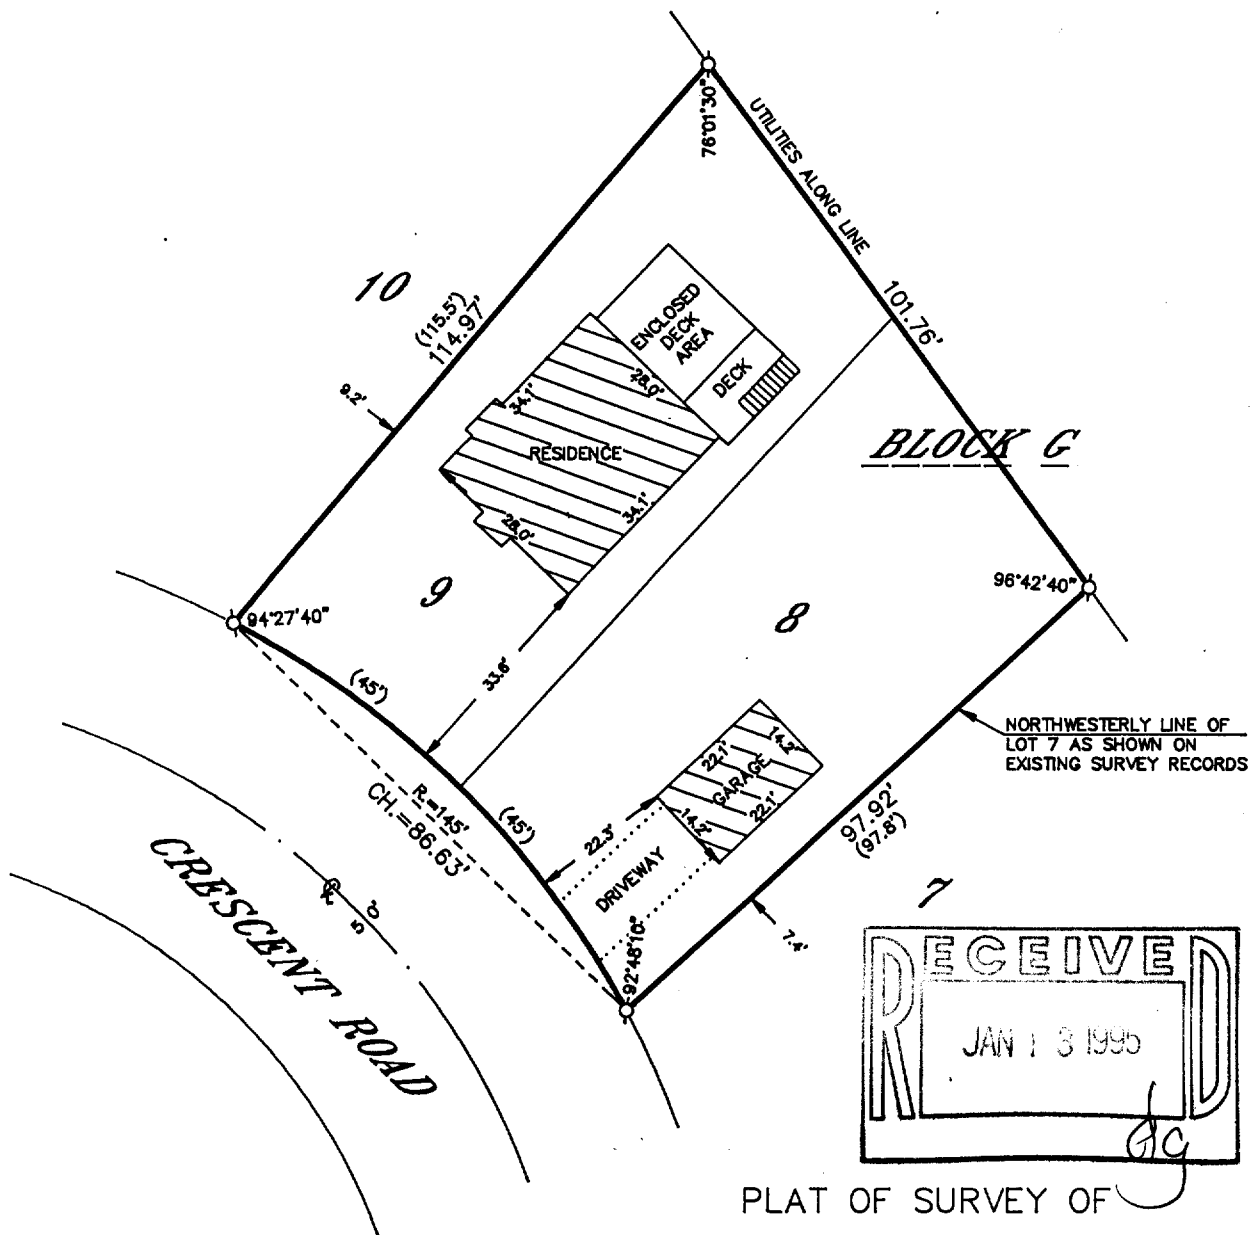 76°01'30"
UTILITIES ALONG LINE
10
(115.5')
114.97'
101.76'
ENCLOSED
DECK
AREA
DECK
9.2'
28.0'
34.1'
BLOCK G
RESIDENCE
34.1'
28.0'
96°42'40"
9
8
94°27'40"
33.6'
(45')
NORTHWESTERLY LINE OF
LOT 7 AS SHOWN ON
EXISTING SURVEY RECORDS
14.2'
22.1'
GARAGE
22.1'
14.2'
R.=145'
CH.=86.63'
(45')
22.3'
97.92'
(97.8')
DRIVEWAY
7
50
92°48'10"
7.4'
CRESCENT ROAD
RECEIVED
JAN 13 1995
PLAT OF SURVEY OF